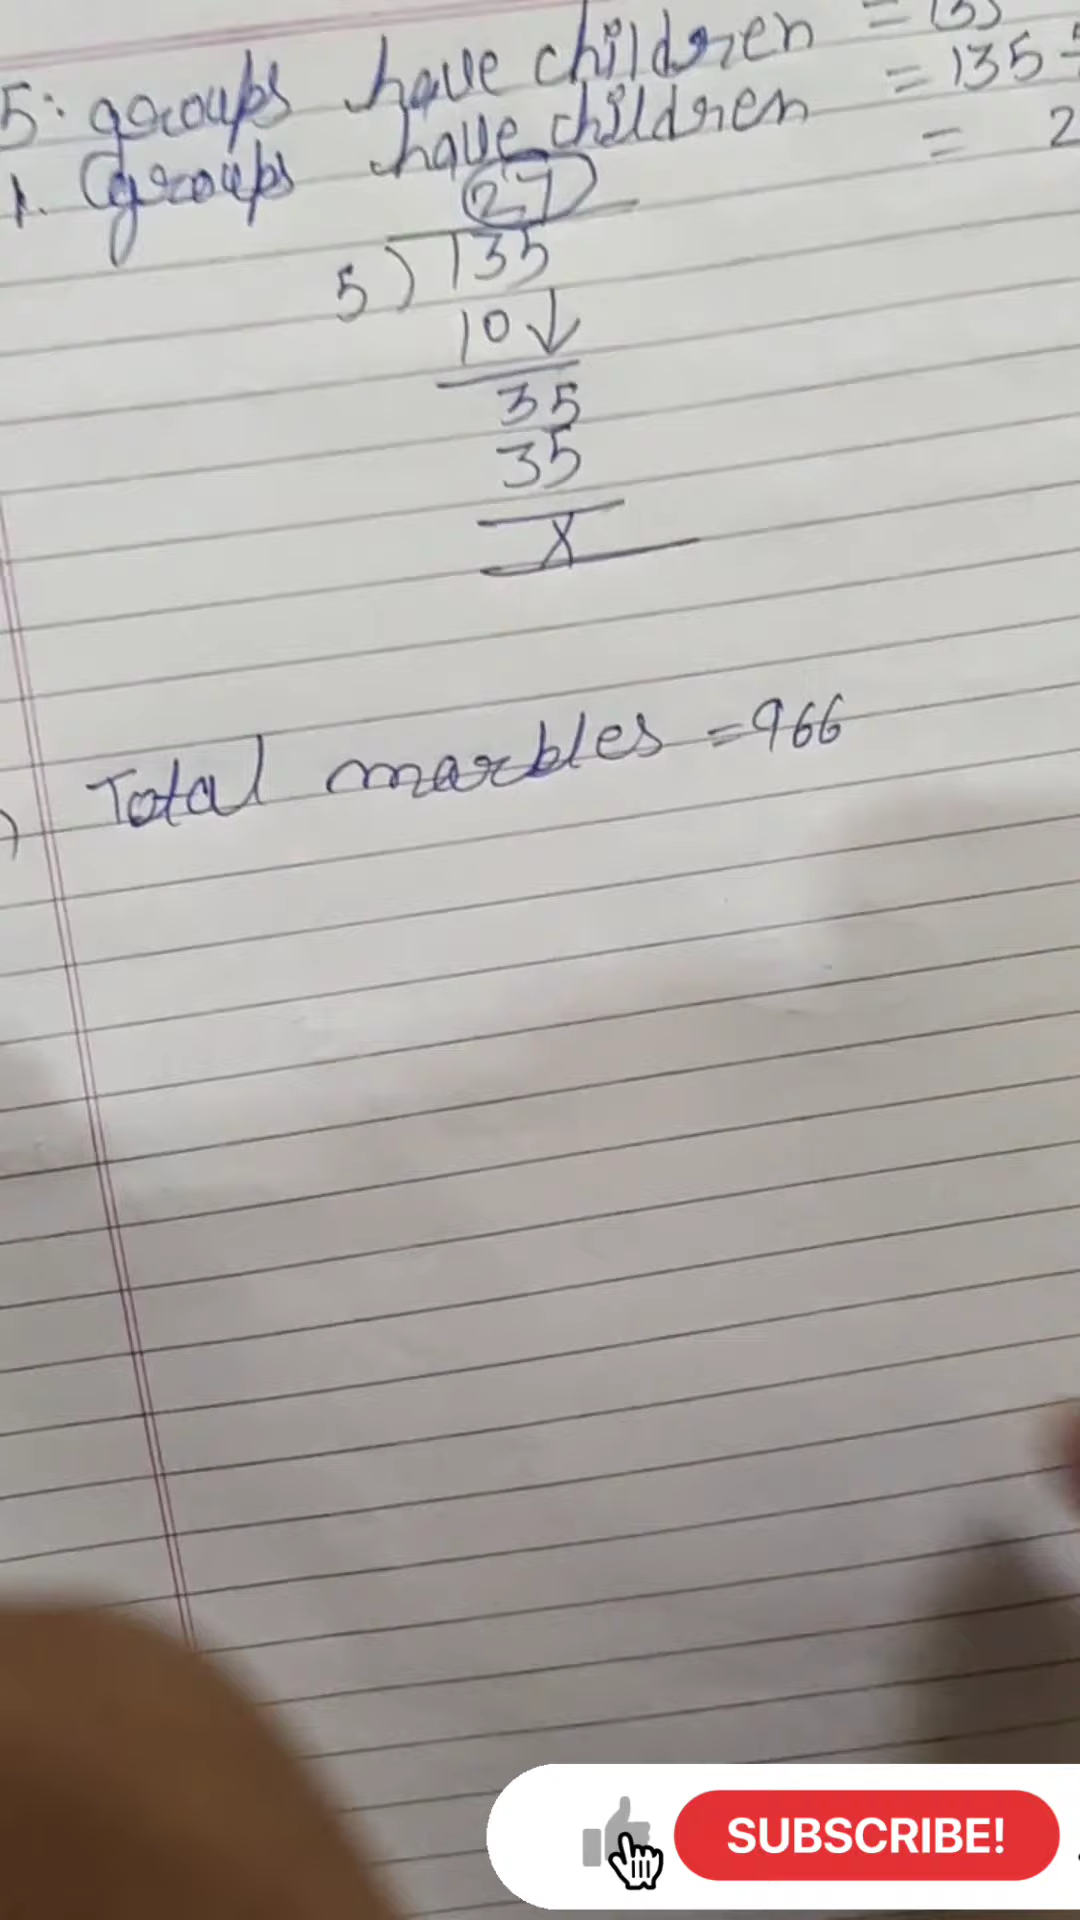 5. groups have children = 135
1. Groups have children = 135
= 2
27
5) 135
10↓
35
35
x
) Total marbles = 966
SUBSCRIBE!